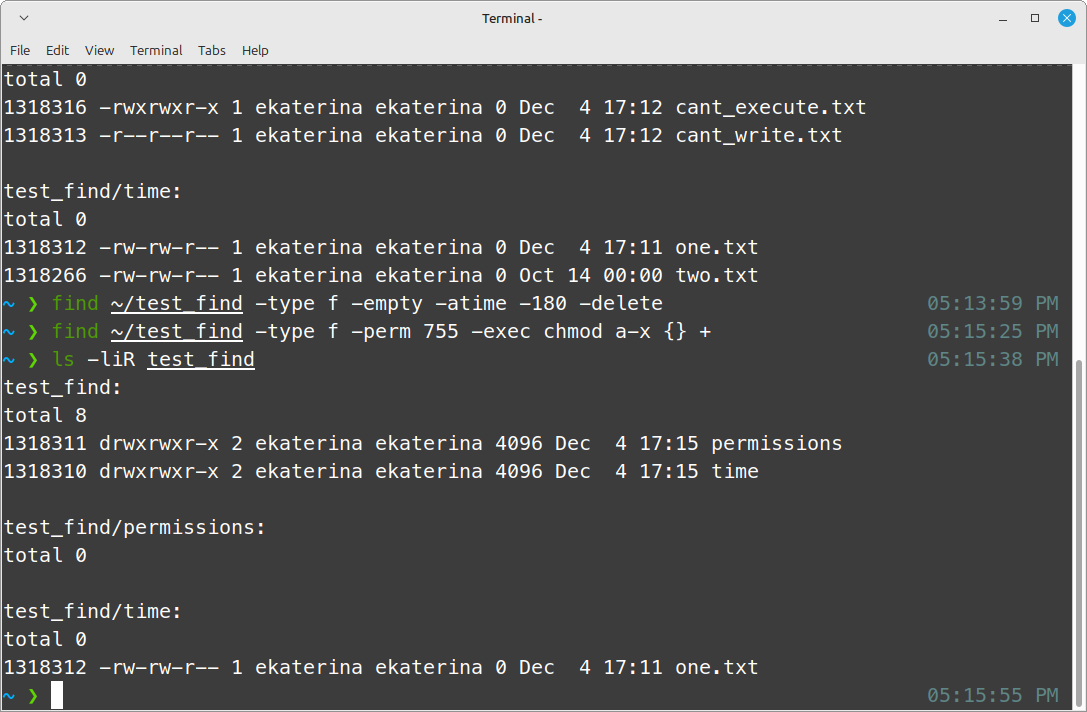 Terminal -
File Edit View Terminal Tabs Help
total 0
1318316 -rwxrwxr-x 1 ekaterina ekaterina 0 Dec  4 17:12 cant_execute.txt
1318313 -r--r--r-- 1 ekaterina ekaterina 0 Dec  4 17:12 cant_write.txt
test_find/time:
total 0
1318312 -rw-rw-r-- 1 ekaterina ekaterina 0 Dec  4 17:11 one.txt
1318266 -rw-rw-r-- 1 ekaterina ekaterina 0 Oct 14 00:00 two.txt
~ ❯ find ~/test_find -type f -empty -atime -180 -delete 05:13:59 PM
~ ❯ find ~/test_find -type f -perm 755 -exec chmod a-x {} + 05:15:25 PM
~ ❯ ls -liR test_find 05:15:38 PM
test_find:
total 8
1318311 drwxrwxr-x 2 ekaterina ekaterina 4096 Dec  4 17:15 permissions
1318310 drwxrwxr-x 2 ekaterina ekaterina 4096 Dec  4 17:15 time
test_find/permissions:
total 0
test_find/time:
total 0
1318312 -rw-rw-r-- 1 ekaterina ekaterina 0 Dec  4 17:11 one.txt
~ ❯ 05:15:55 PM